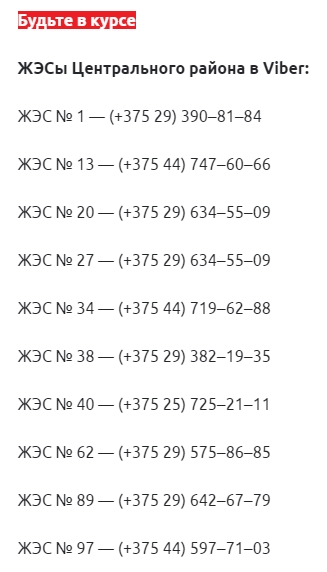 Будьте в курсе
ЖЭСы Центрального района в Viber:
ЖЭС № 1 — (+375 29) 390–81–84
ЖЭС № 13 — (+375 44) 747–60–66
ЖЭС № 20 — (+375 29) 634–55–09
ЖЭС № 27 — (+375 29) 634–55–09
ЖЭС № 34 — (+375 44) 719–62–88
ЖЭС № 38 — (+375 29) 382–19–35
ЖЭС № 40 — (+375 25) 725–21–11
ЖЭС № 62 — (+375 29) 575–86–85
ЖЭС № 89 — (+375 29) 642–67–79
ЖЭС № 97 — (+375 44) 597–71–03